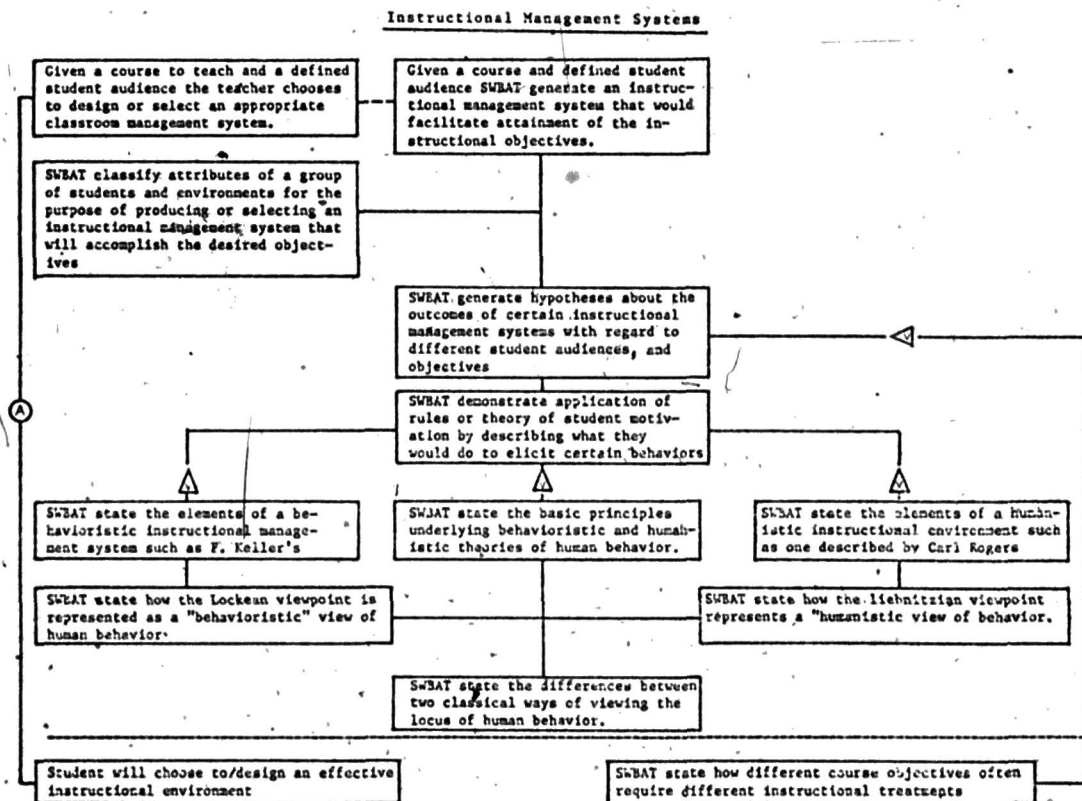 Instructional Management Systems
Given a course to teach and a defined
student audience the teacher chooses
to design or select an appropriate
classroom management system.
Given a course and defined student
audience SWBAT generate an instruc-
tional management system that would
facilitate attainment of the in-
structional objectives.
SWBAT classify attributes of a group
of students and environments for the
purpose of producing or selecting an
instructional management system that
will accomplish the desired object-
ives
SWBAT generate hypotheses about the
outcomes of certain instructional
management systems with regard to
different student audiences, and
objectives
A
SWBAT demonstrate application of
rules or theory of student motiv-
ation by describing what they
would do to elicit certain behaviors
SWBAT state the elements of a be-
havioristic instructional manage-
ment system such as F. Keller's
SWBAT state the basic principles
underlying behavioristic and human-
istic theories of human behavior.
SWBAT state the elements of a human-
istic instructional environment such
as one described by Carl Rogers
SWBAT state how the Lockean viewpoint is
represented as a "behavioristic" view of
human behavior.
SWBAT state how the liebnitzian viewpoint
represents a "humanistic view of behavior.
SWBAT state the differences between
two classical ways of viewing the
locus of human behavior.
Student will choose to/design an effective
instructional environment
SWBAT state how different course objectives often
require different instructional treatments